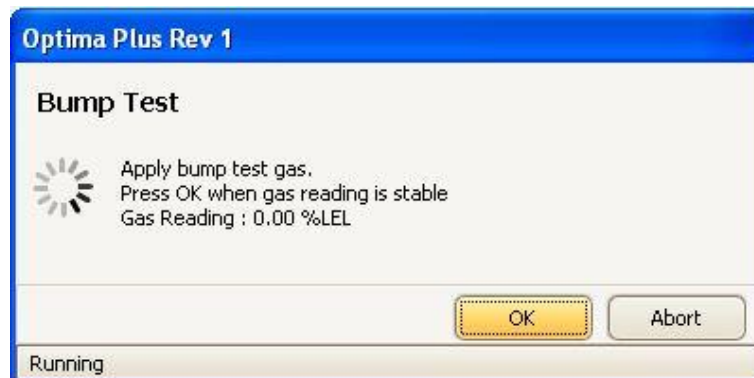 Optima Plus Rev 1
Bump Test
Apply bump test gas.
Press OK when gas reading is stable
Gas Reading : 0.00 %LEL
OK
Abort
Running